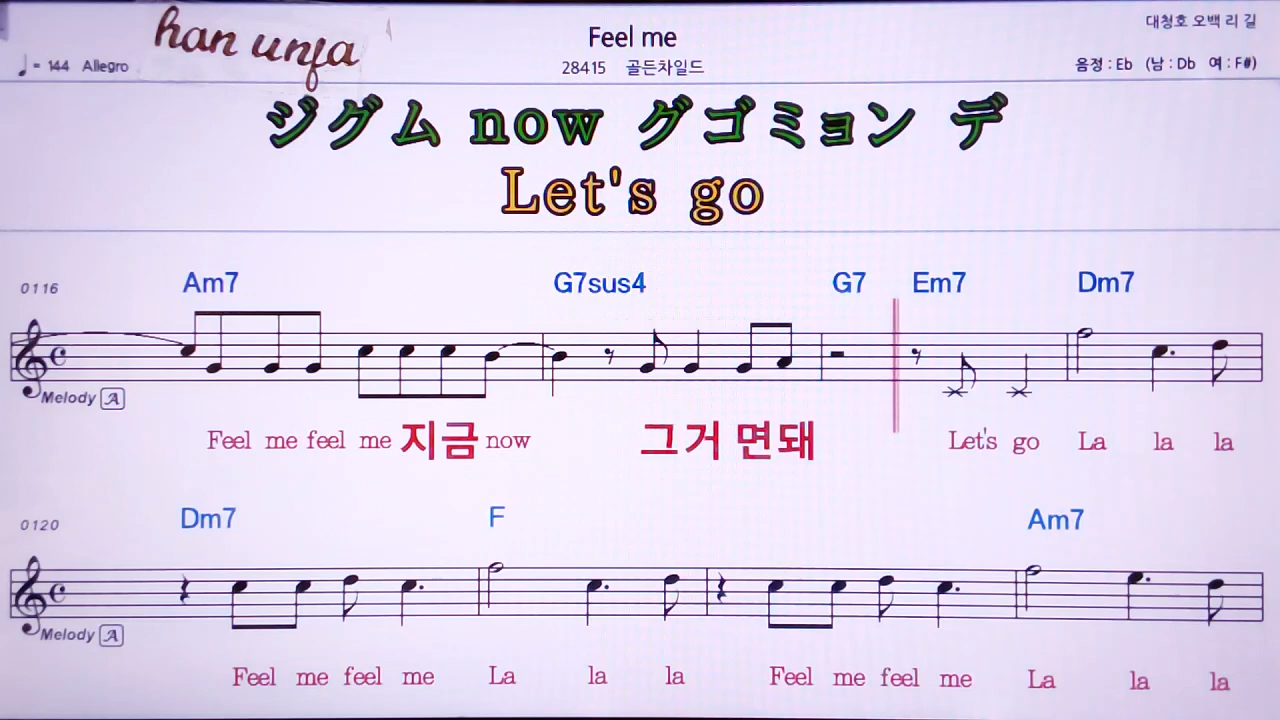 대청호 오백 리 길
han unja
Feel me
♩= 144 Allegro
28415 골든차일드
음정 : Eb (남 : Db 여 : F#)
ジグム now グゴミョン デ
Let's go
0116 Am7 G7sus4 G7 Em7 Dm7
Melody A
Feel me feel me 지금 now 그거 면돼 Let's go La la la
0120 Dm7 F Am7
Melody A
Feel me feel me La la la Feel me feel me La la la